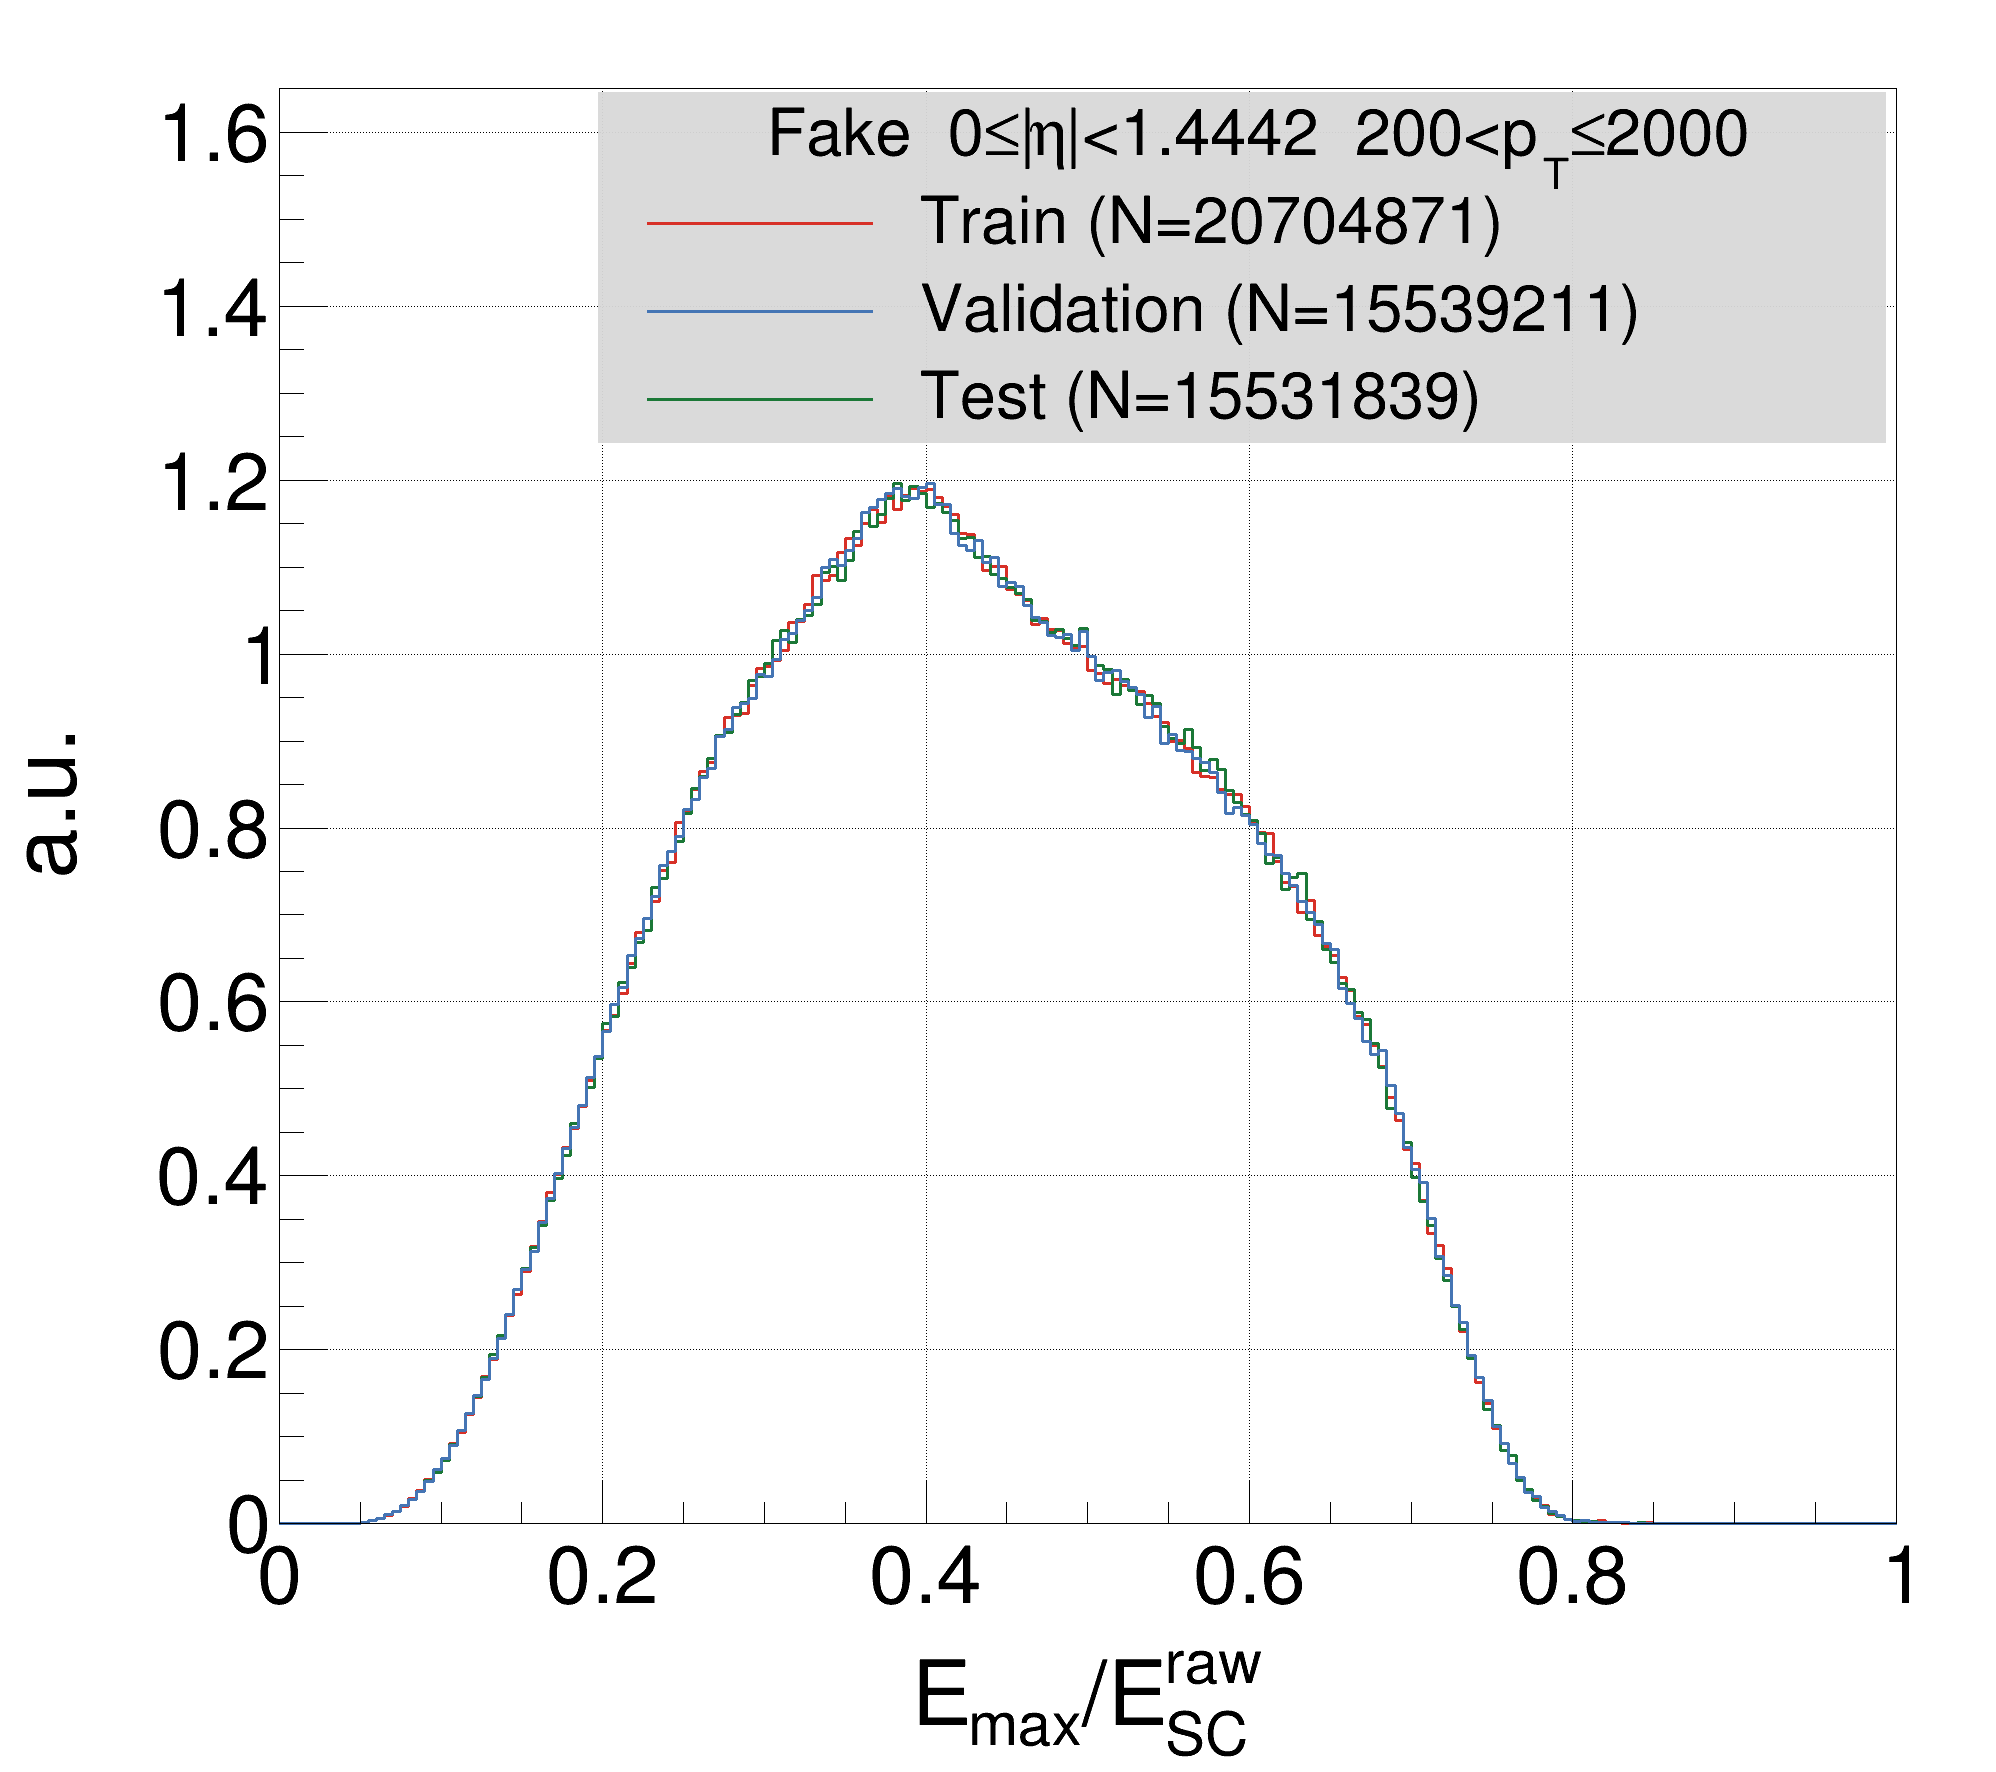 Fake 0≤|η|<1.4442 200<p_T≤2000
Train (N=20704871)
Validation (N=15539211)
Test (N=15531839)
1.6
1.4
1.2
1
0.8
0.6
0.4
0.2
0
a.u.
0 0.2 0.4 0.6 0.8 1
E_max/E_SC^raw